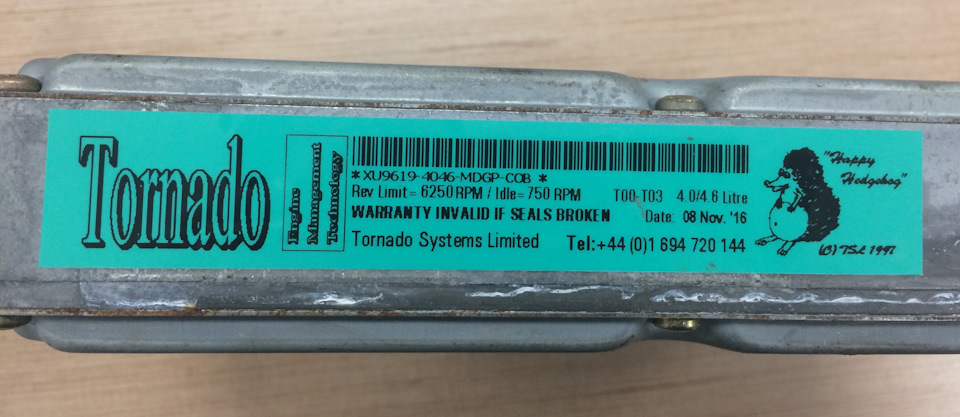 Tornado
Engine
Management
Technology
*XU9619-4046-MDGP-COB *
Rev Limit = 6250 RPM / Idle= 750 RPM
T00-T03 4.0/4.6 Litre
WARRANTY INVALID IF SEALS BROKEN
Date: 08 Nov. '16
Tornado Systems Limited
Tel:+44 (0)1 694 720 144
"Happy
Hedgehog"
(C) TSL 1997